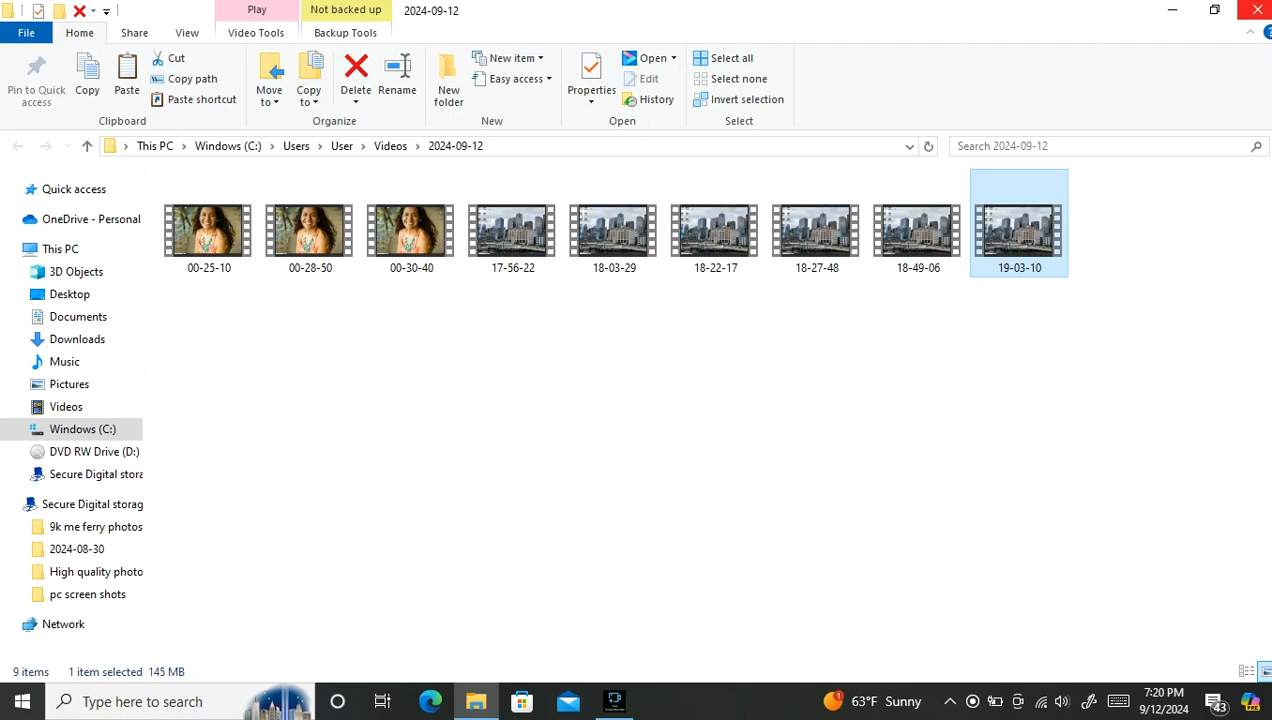 Play Not backed up 2024-09-12
File Home Share View Video Tools Backup Tools
Pin to Quick access
Copy
Paste
Cut
Copy path
Paste shortcut
Clipboard
Move to
Copy to
Delete
Rename
Organize
New folder
New item
Easy access
New
Properties
Open
Edit
History
Open
Select all
Select none
Invert selection
Select
This PC Windows (C:) Users User Videos 2024-09-12
Search 2024-09-12
Quick access
OneDrive - Personal
This PC
3D Objects
Desktop
Documents
Downloads
Music
Pictures
Videos
Windows (C:)
DVD RW Drive (D:)
Secure Digital stora
Secure Digital storag
9k me ferry photos
2024-08-30
High quality photo
pc screen shots
Network
00-25-10 00-28-50 00-30-40 17-56-22 18-03-29 18-22-17 18-27-48 18-49-06 19-03-10
9 items 1 item selected 145 MB
Type here to search
1
63°F Sunny
7:20 PM
9/12/2024
43
PRE